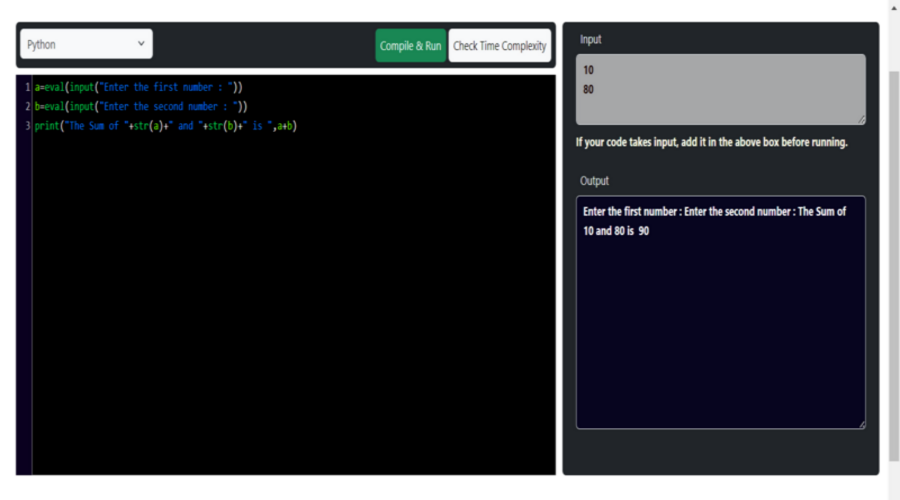 Python
Compile & Run
Check Time Complexity
1 a=eval(input("Enter the first number : "))
2 b=eval(input("Enter the second number : "))
3 print("The Sum of "+str(a)+" and "+str(b)+" is ",a+b)
Input
10
80
If your code takes input, add it in the above box before running.
Output
Enter the first number : Enter the second number : The Sum of
10 and 80 is  90